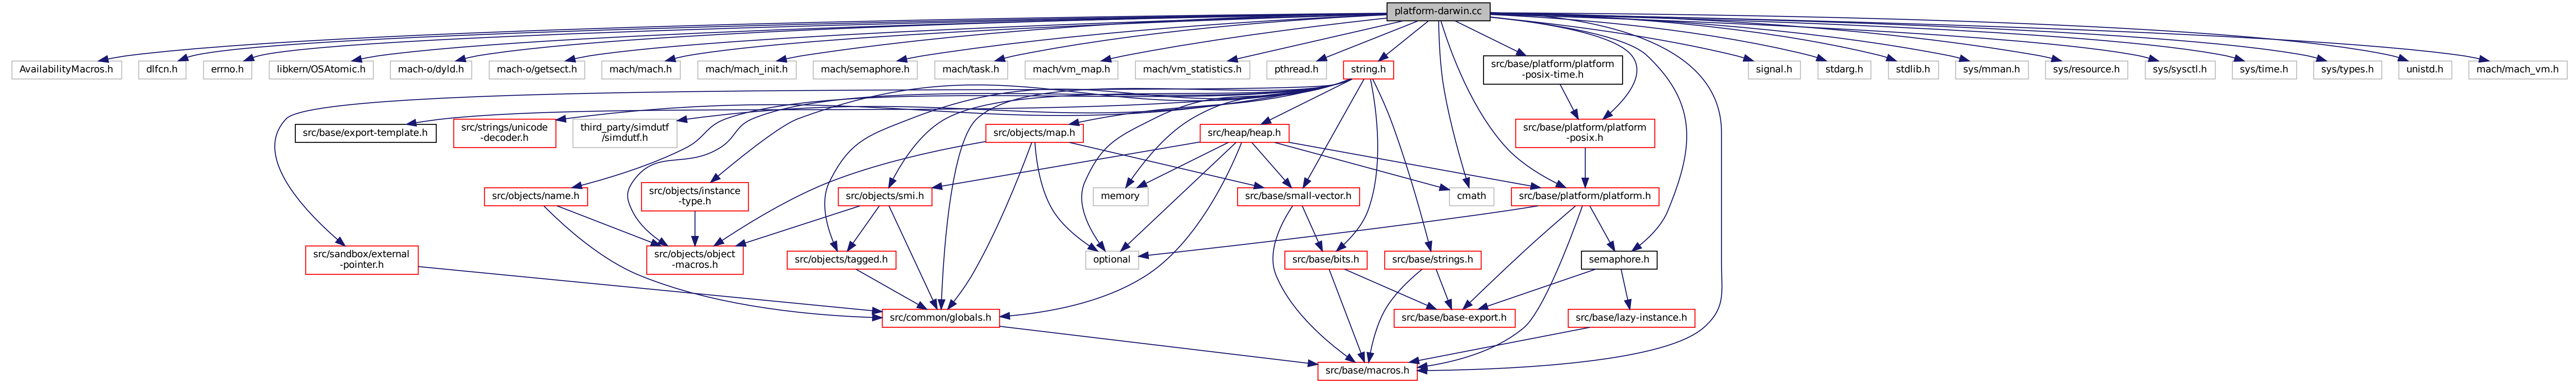 platform-darwin.cc
AvailabilityMacros.h
dlfcn.h
errno.h
libkern/OSAtomic.h
mach-o/dyld.h
mach-o/getsect.h
mach/mach.h
mach/mach_init.h
mach/semaphore.h
mach/task.h
mach/vm_map.h
mach/vm_statistics.h
pthread.h
string.h
src/base/platform/platform
-posix-time.h
signal.h
stdarg.h
stdlib.h
sys/mman.h
sys/resource.h
sys/sysctl.h
sys/time.h
sys/types.h
unistd.h
mach/mach_vm.h
src/base/export-template.h
src/strings/unicode
-decoder.h
third_party/simdutf
/simdutf.h
src/objects/map.h
src/heap/heap.h
src/base/platform/platform
-posix.h
src/objects/name.h
src/objects/instance
-type.h
src/objects/smi.h
memory
src/base/small-vector.h
cmath
src/base/platform/platform.h
src/sandbox/external
-pointer.h
src/objects/object
-macros.h
src/objects/tagged.h
optional
src/base/bits.h
src/base/strings.h
semaphore.h
src/common/globals.h
src/base/base-export.h
src/base/lazy-instance.h
src/base/macros.h